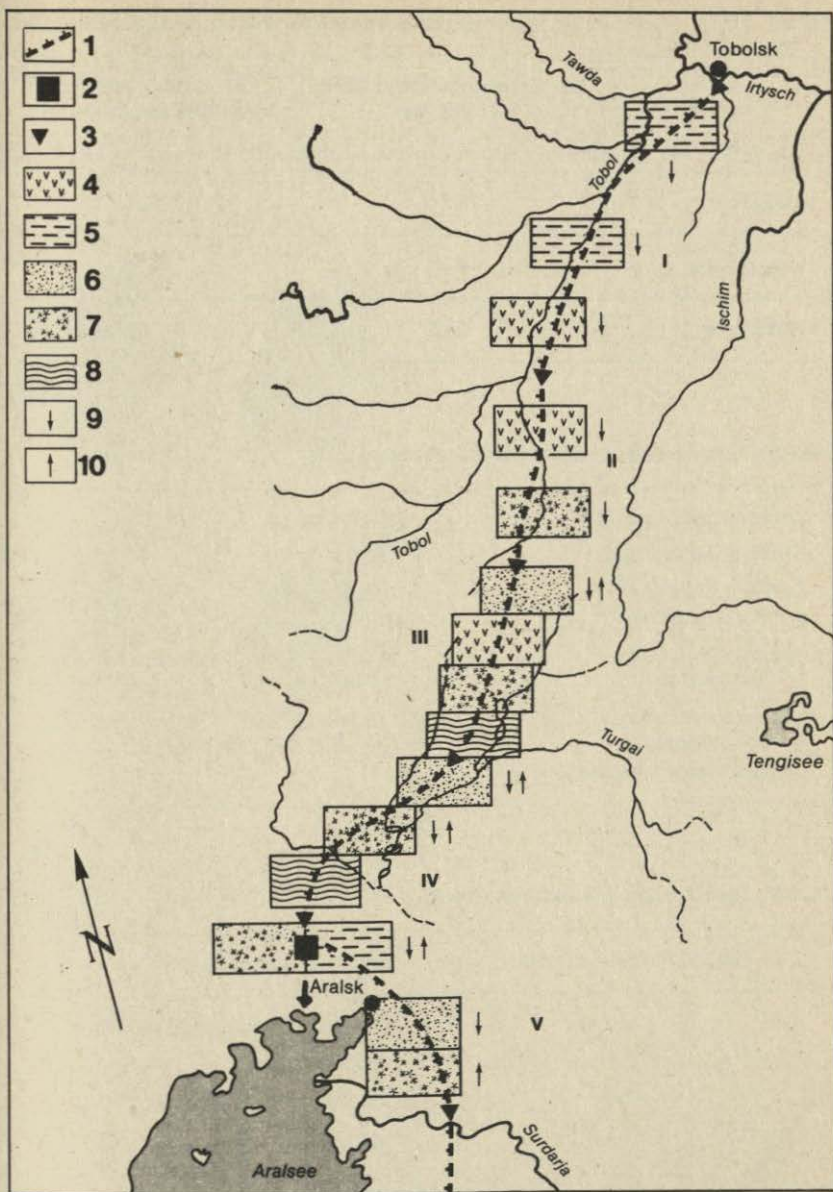 1
2
3
4
5
6
7
8
9
10
Tobolsk
Tawda
Irtysch
Tobol
I
Ischim
II
Tobol
III
Turgai
Tengisee
IV
N
Aralsk
V
Surdarja
Aralsee